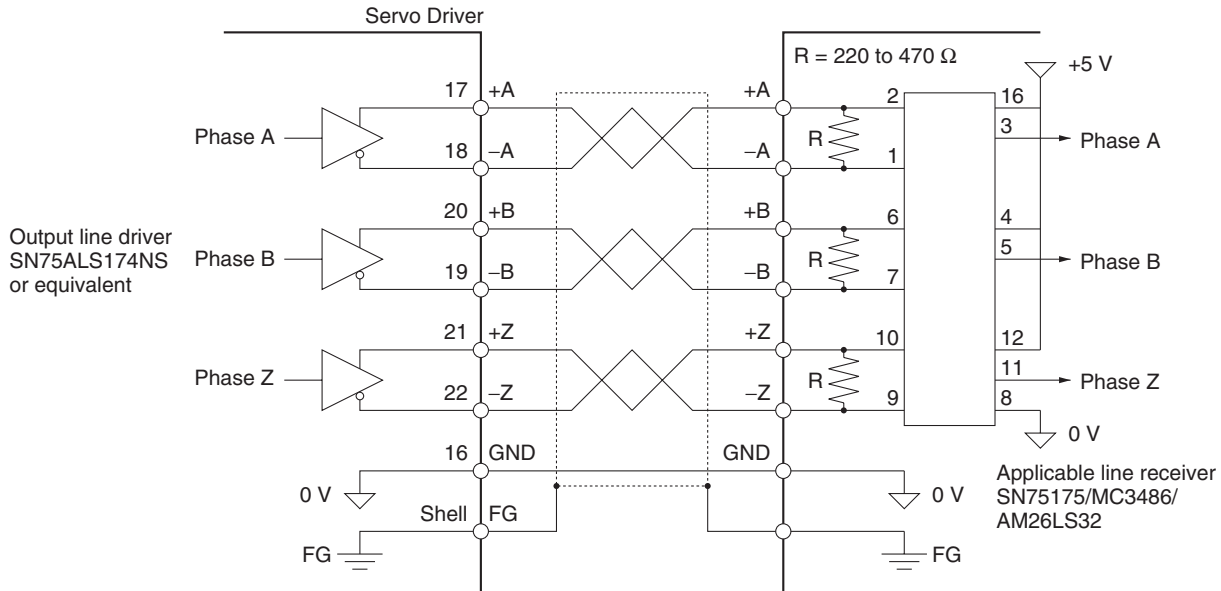 Servo Driver
R = 220 to 470 Ω
+5 V
17 +A +A 2 16
Phase A R 3 Phase A
18 –A –A 1
20 +B +B 6 4
Output line driver
SN75ALS174NS
or equivalent
Phase B R 5 Phase B
19 –B –B 7
21 +Z +Z 10 12
Phase Z R 11 Phase Z
22 –Z –Z 9 8
0 V
16 GND GND
0 V 0 V
Applicable line receiver
SN75175/MC3486/
AM26LS32
Shell FG
FG FG